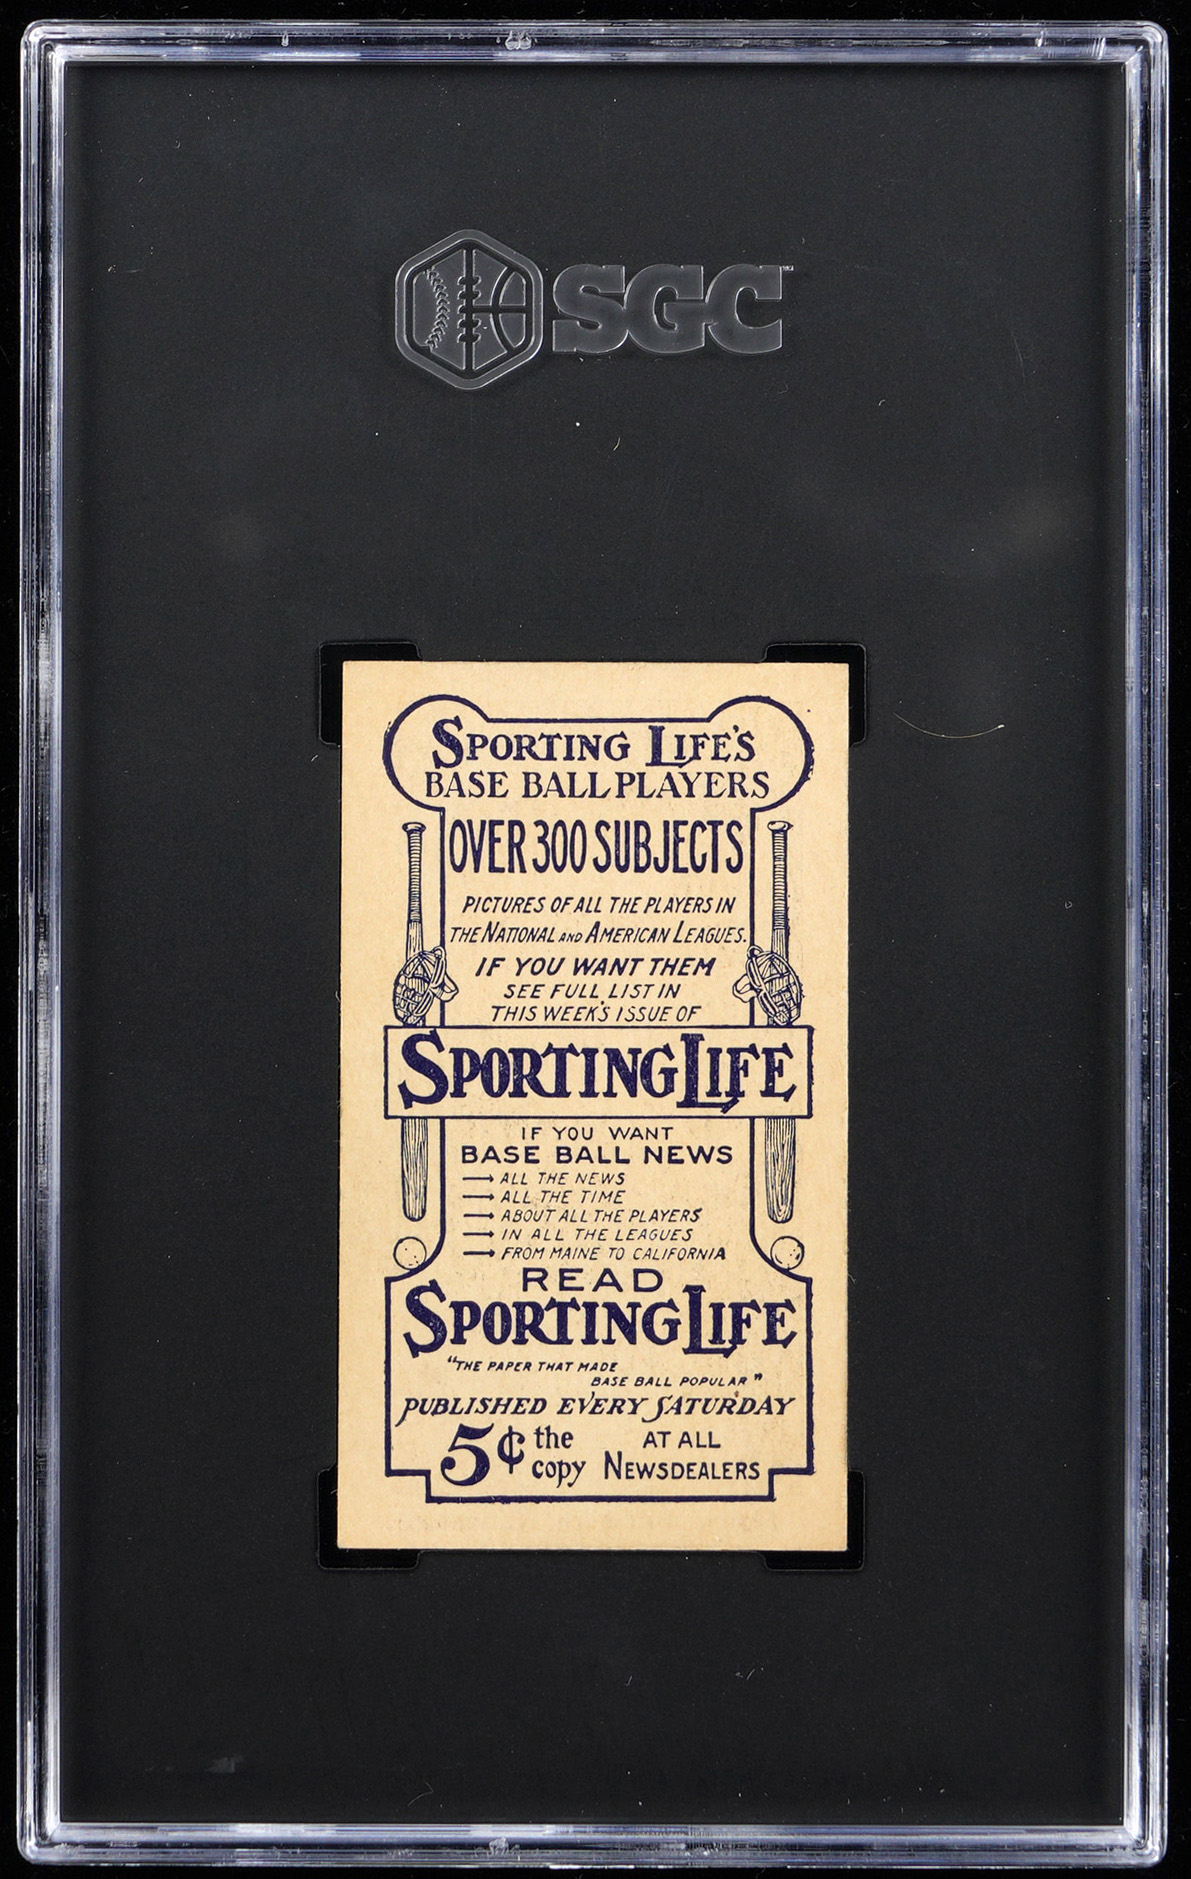 SGC
SPORTING LIFE'S
BASE BALL PLAYERS
OVER 300 SUBJECTS
PICTURES OF ALL THE PLAYERS IN
THE NATIONAL AND AMERICAN LEAGUES.
IF YOU WANT THEM
SEE FULL LIST IN
THIS WEEK'S ISSUE OF
SPORTING LIFE
IF YOU WANT
BASE BALL NEWS
→ ALL THE NEWS
→ ALL THE TIME
→ ABOUT ALL THE PLAYERS
→ IN ALL THE LEAGUES
→ FROM MAINE TO CALIFORNIA
READ
SPORTING LIFE
"THE PAPER THAT MADE
BASE BALL POPULAR"
PUBLISHED EVERY SATURDAY
5¢ the copy AT ALL NEWSDEALERS